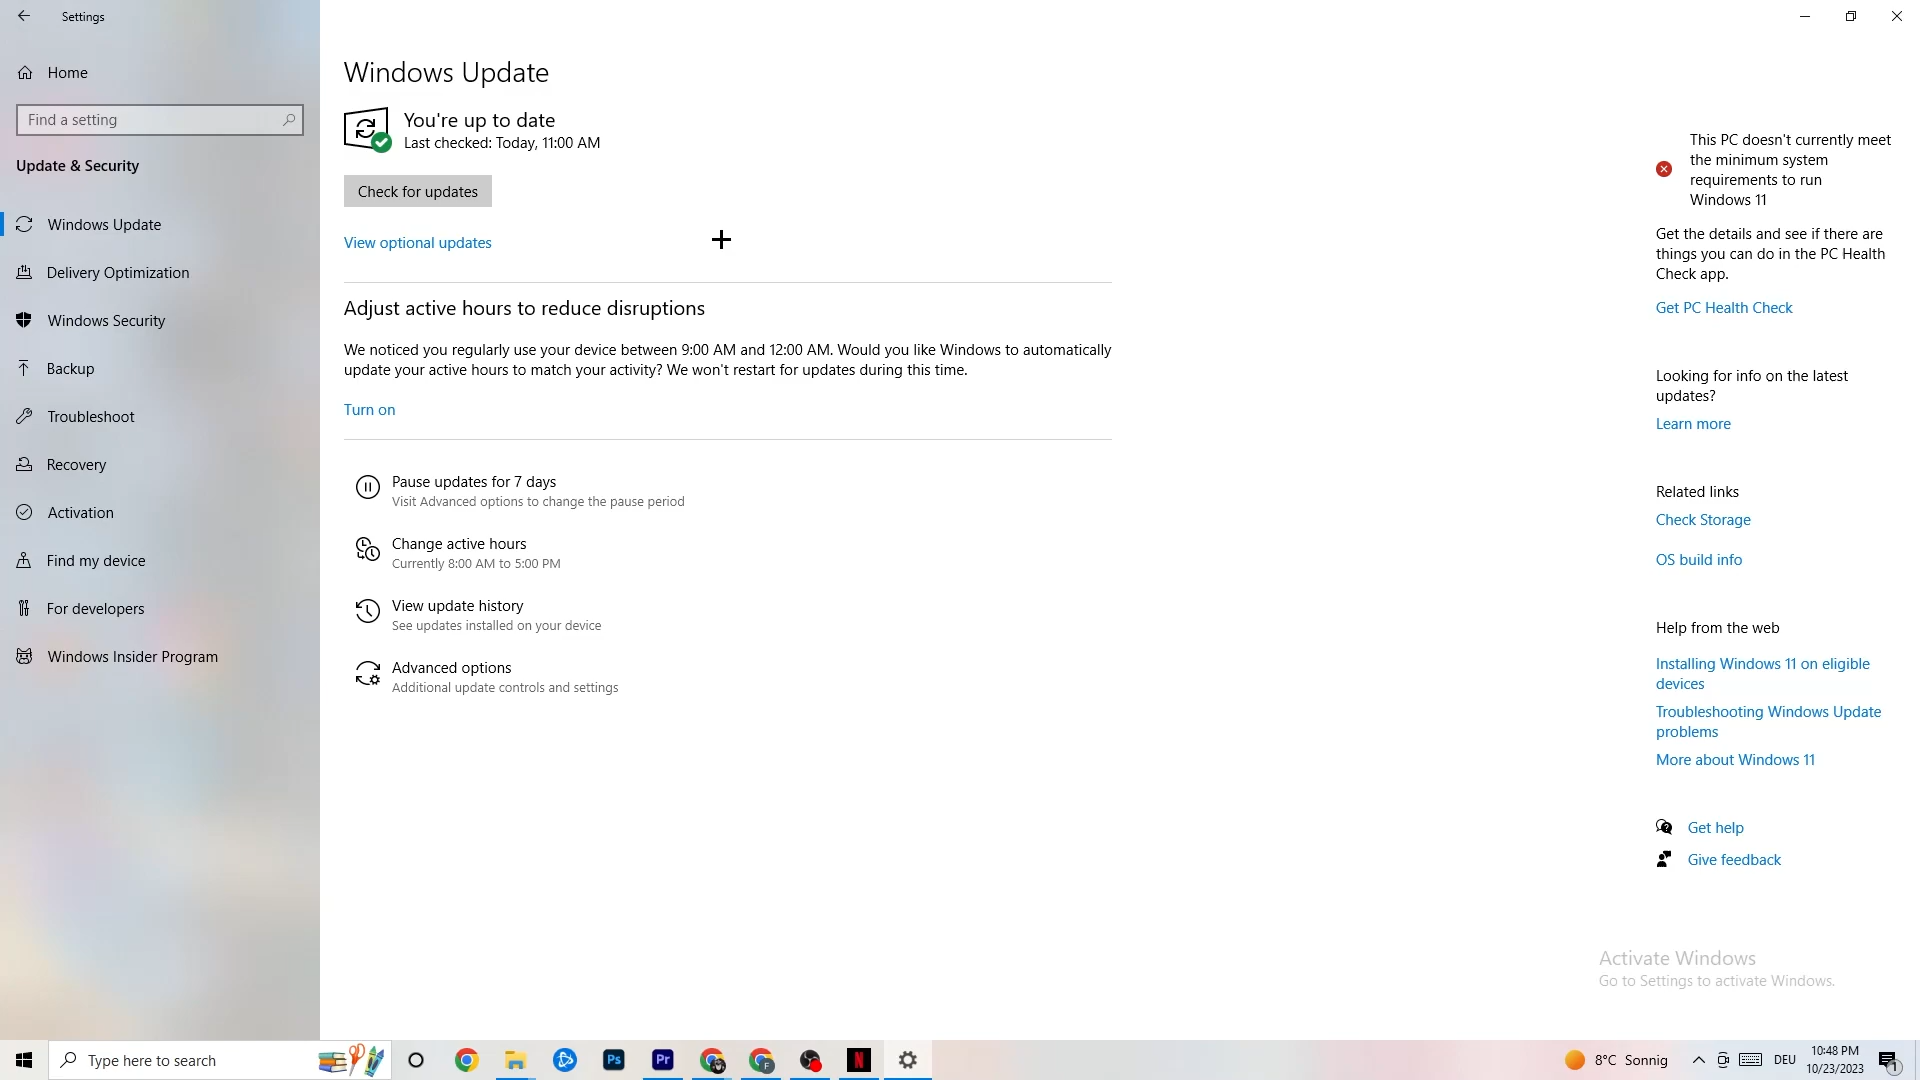 Settings
Home
Find a setting
Update & Security
Windows Update
Delivery Optimization
Windows Security
Backup
Troubleshoot
Recovery
Activation
Find my device
For developers
Windows Insider Program
Windows Update
You're up to date
Last checked: Today, 11:00 AM
Check for updates
View optional updates
Adjust active hours to reduce disruptions
We noticed you regularly use your device between 9:00 AM and 12:00 AM. Would you like Windows to automatically
update your active hours to match your activity? We won't restart for updates during this time.
Turn on
Pause updates for 7 days
Visit Advanced options to change the pause period
Change active hours
Currently 8:00 AM to 5:00 PM
View update history
See updates installed on your device
Advanced options
Additional update controls and settings
This PC doesn't currently meet
the minimum system
requirements to run
Windows 11
Get the details and see if there are
things you can do in the PC Health
Check app.
Get PC Health Check
Looking for info on the latest
updates?
Learn more
Related links
Check Storage
OS build info
Help from the web
Installing Windows 11 on eligible
devices
Troubleshooting Windows Update
problems
More about Windows 11
Get help
Give feedback
Activate Windows
Go to Settings to activate Windows.
Type here to search
Ps
Pr
F
N
8°C Sonnig
DEU
10:48 PM
10/23/2023
1